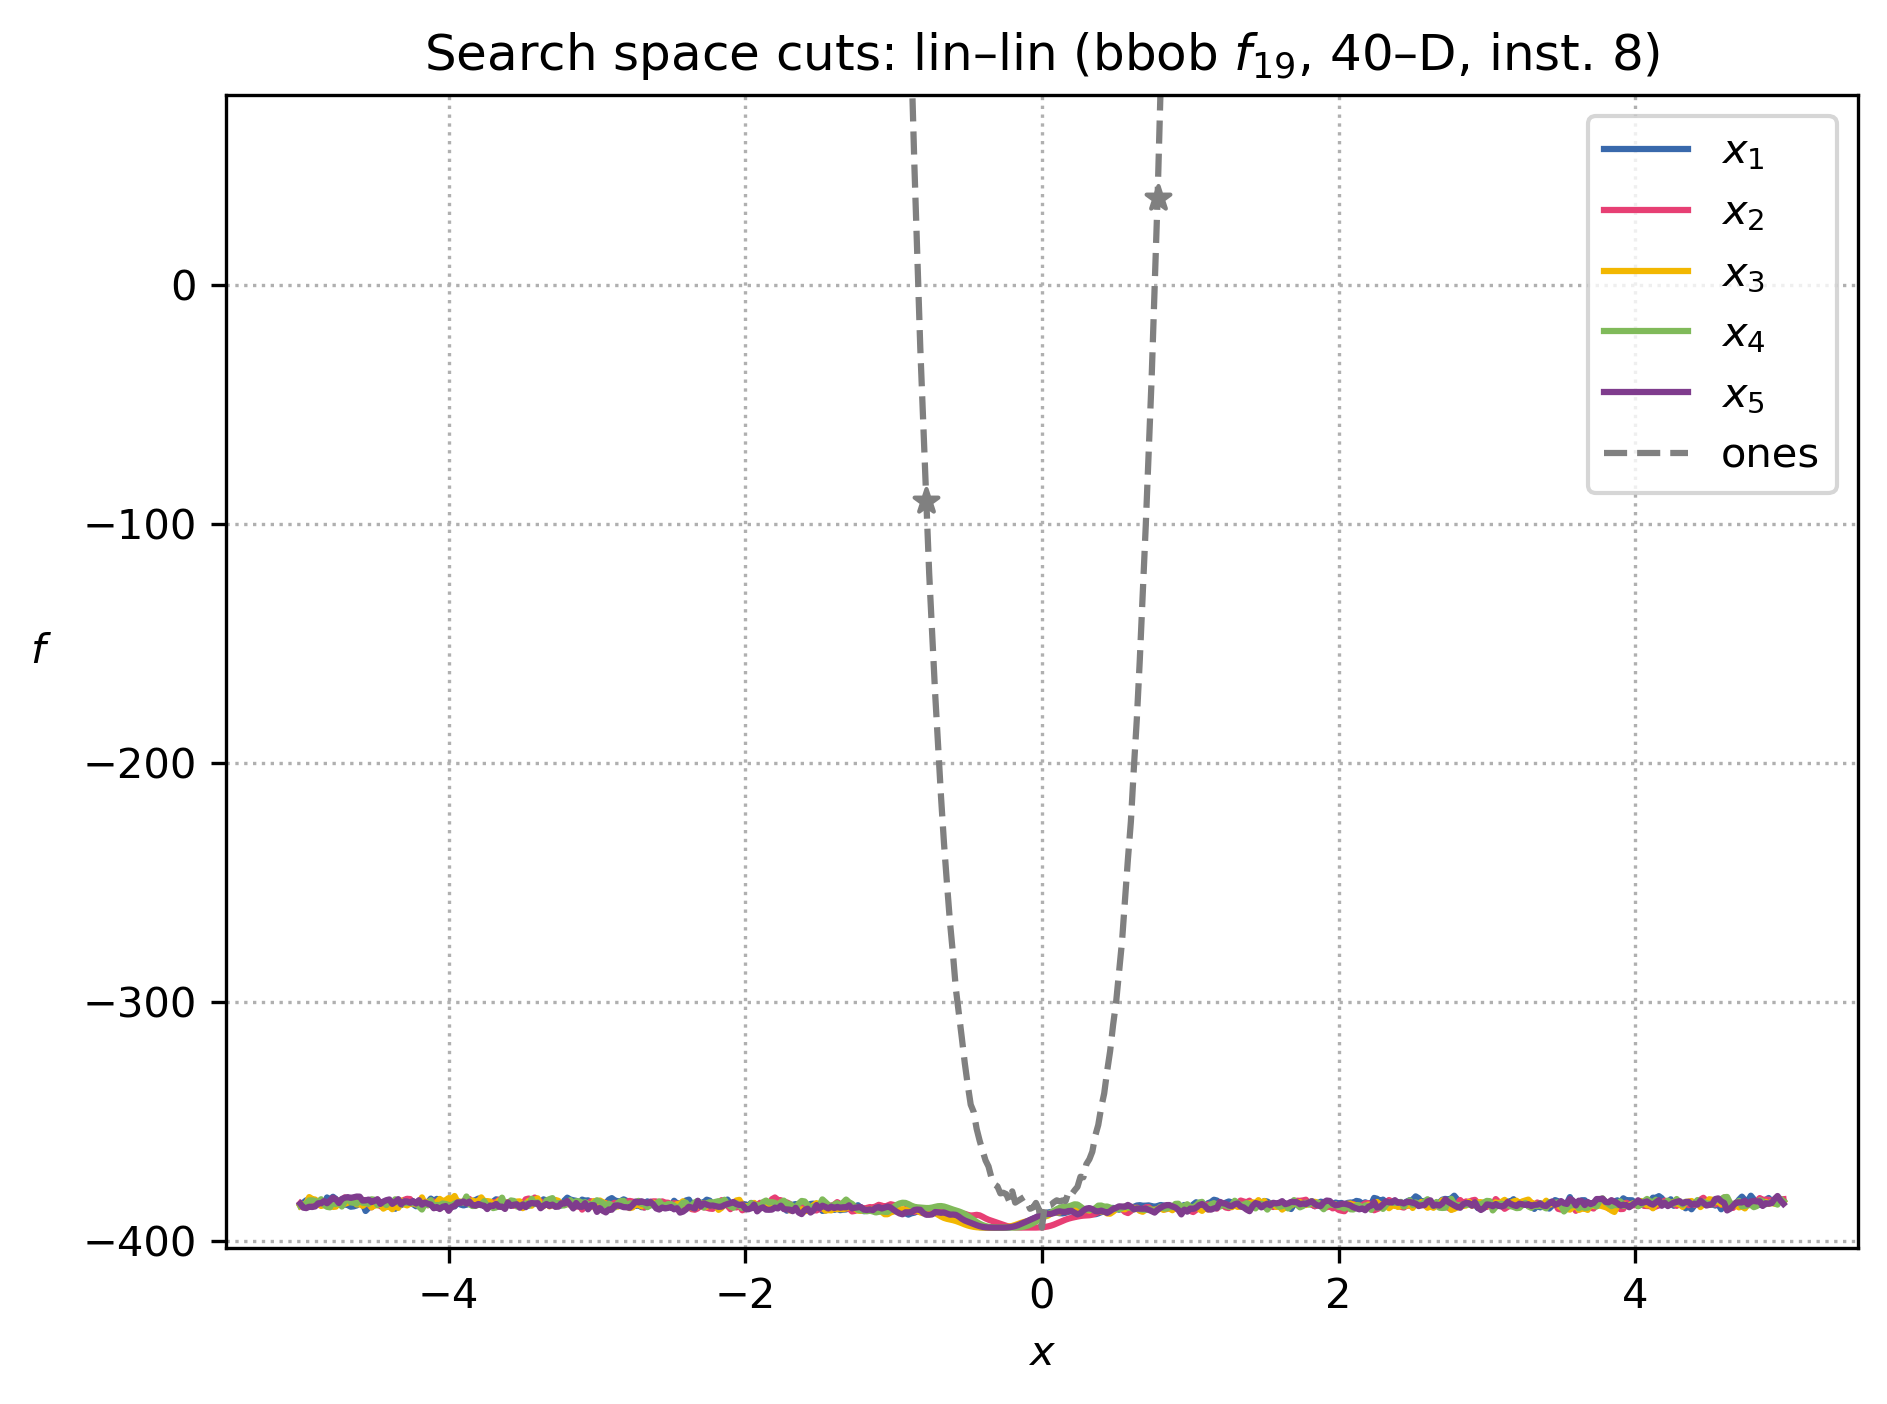 Search space cuts: lin–lin (bbob f₁₉, 40–D, inst. 8)
x₁
x₂
x₃
x₄
x₅
ones
f
0
−100
−200
−300
−400
−4
−2
0
2
4
x